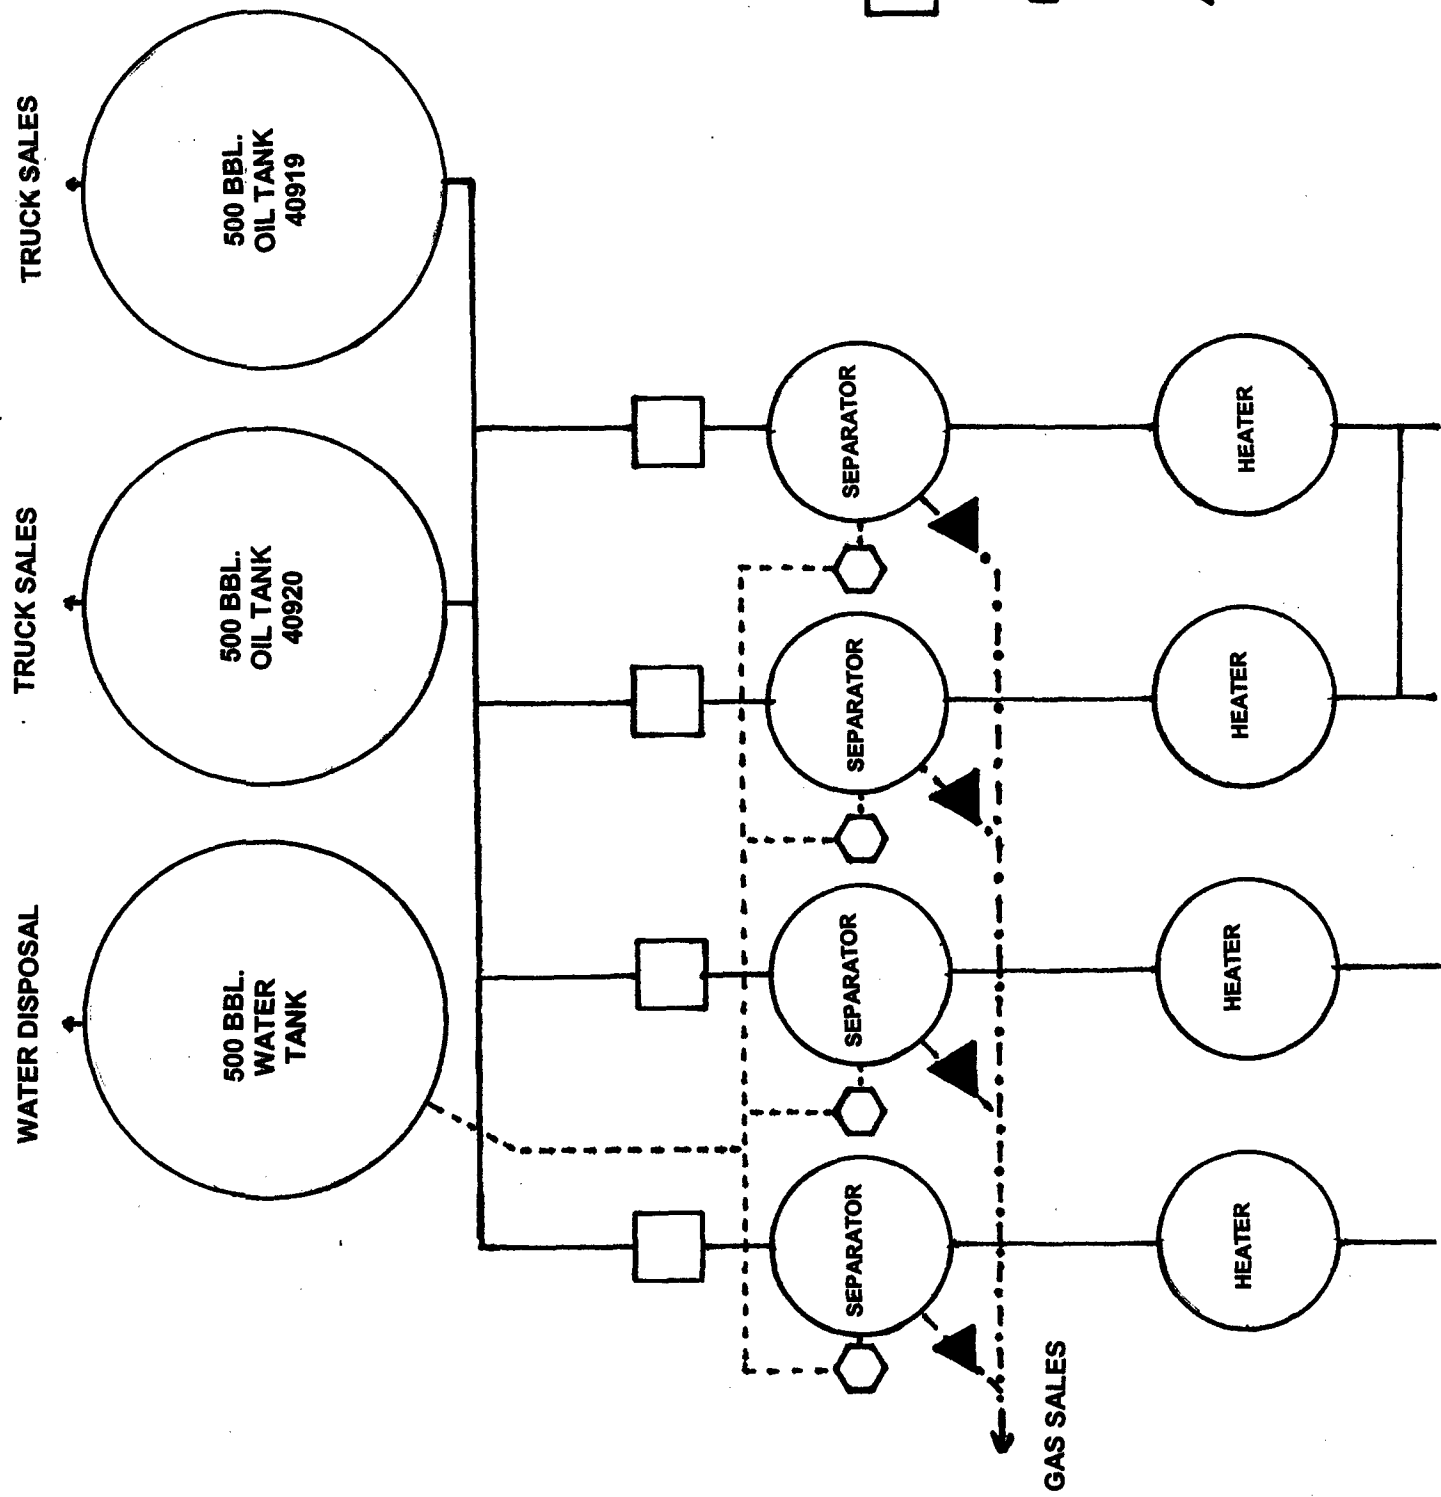 TRUCK SALES
500 BBL.
OIL TANK
40919
TRUCK SALES
500 BBL.
OIL TANK
40920
WATER DISPOSAL
500 BBL.
WATER
TANK
SEPARATOR
SEPARATOR
SEPARATOR
SEPARATOR
HEATER
HEATER
HEATER
HEATER
GAS SALES